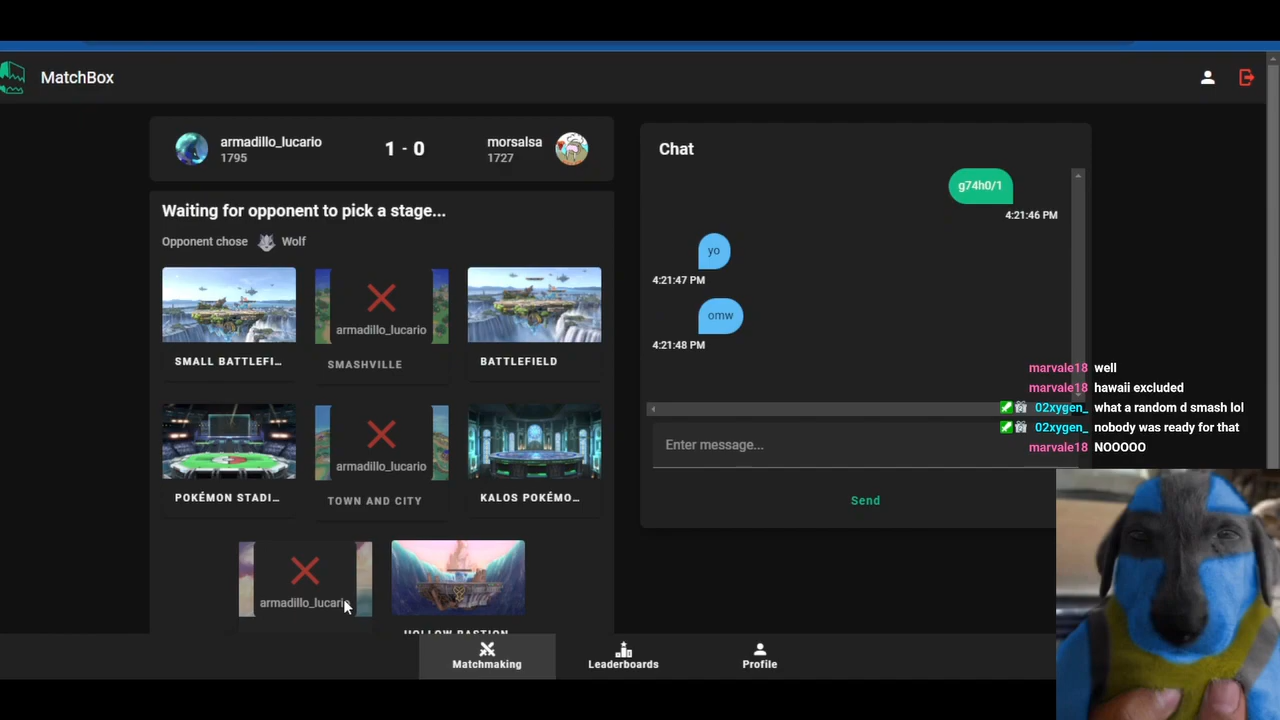 MatchBox
armadillo_lucario
1795
1 - 0
morsalsa
1727
Waiting for opponent to pick a stage...
Opponent chose Wolf
SMALL BATTLEFI...
armadillo_lucario
SMASHVILLE
BATTLEFIELD
POKÉMON STADI...
armadillo_lucario
TOWN AND CITY
KALOS POKÉMO...
armadillo_lucario
HOLLOW BASTION
Chat
g74h0/1
4:21:46 PM
yo
4:21:47 PM
omw
4:21:48 PM
Enter message...
Send
marvale18 well
marvale18 hawaii excluded
02xygen_ what a random d smash lol
02xygen_ nobody was ready for that
marvale18 NOOOOO
Matchmaking
Leaderboards
Profile